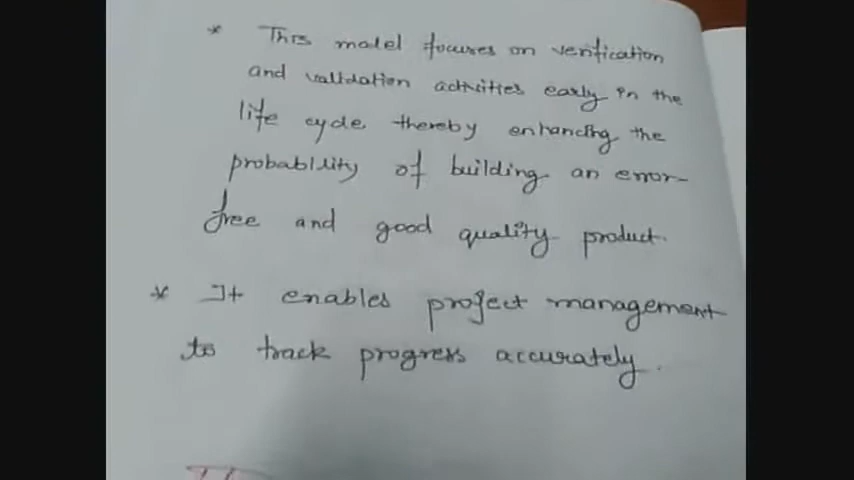 * This model focuses on verification
and validation activities early in the
life cycle thereby enhancing the
probability of building an error-
free and good quality product.
* It enables project management
to track progress accurately.